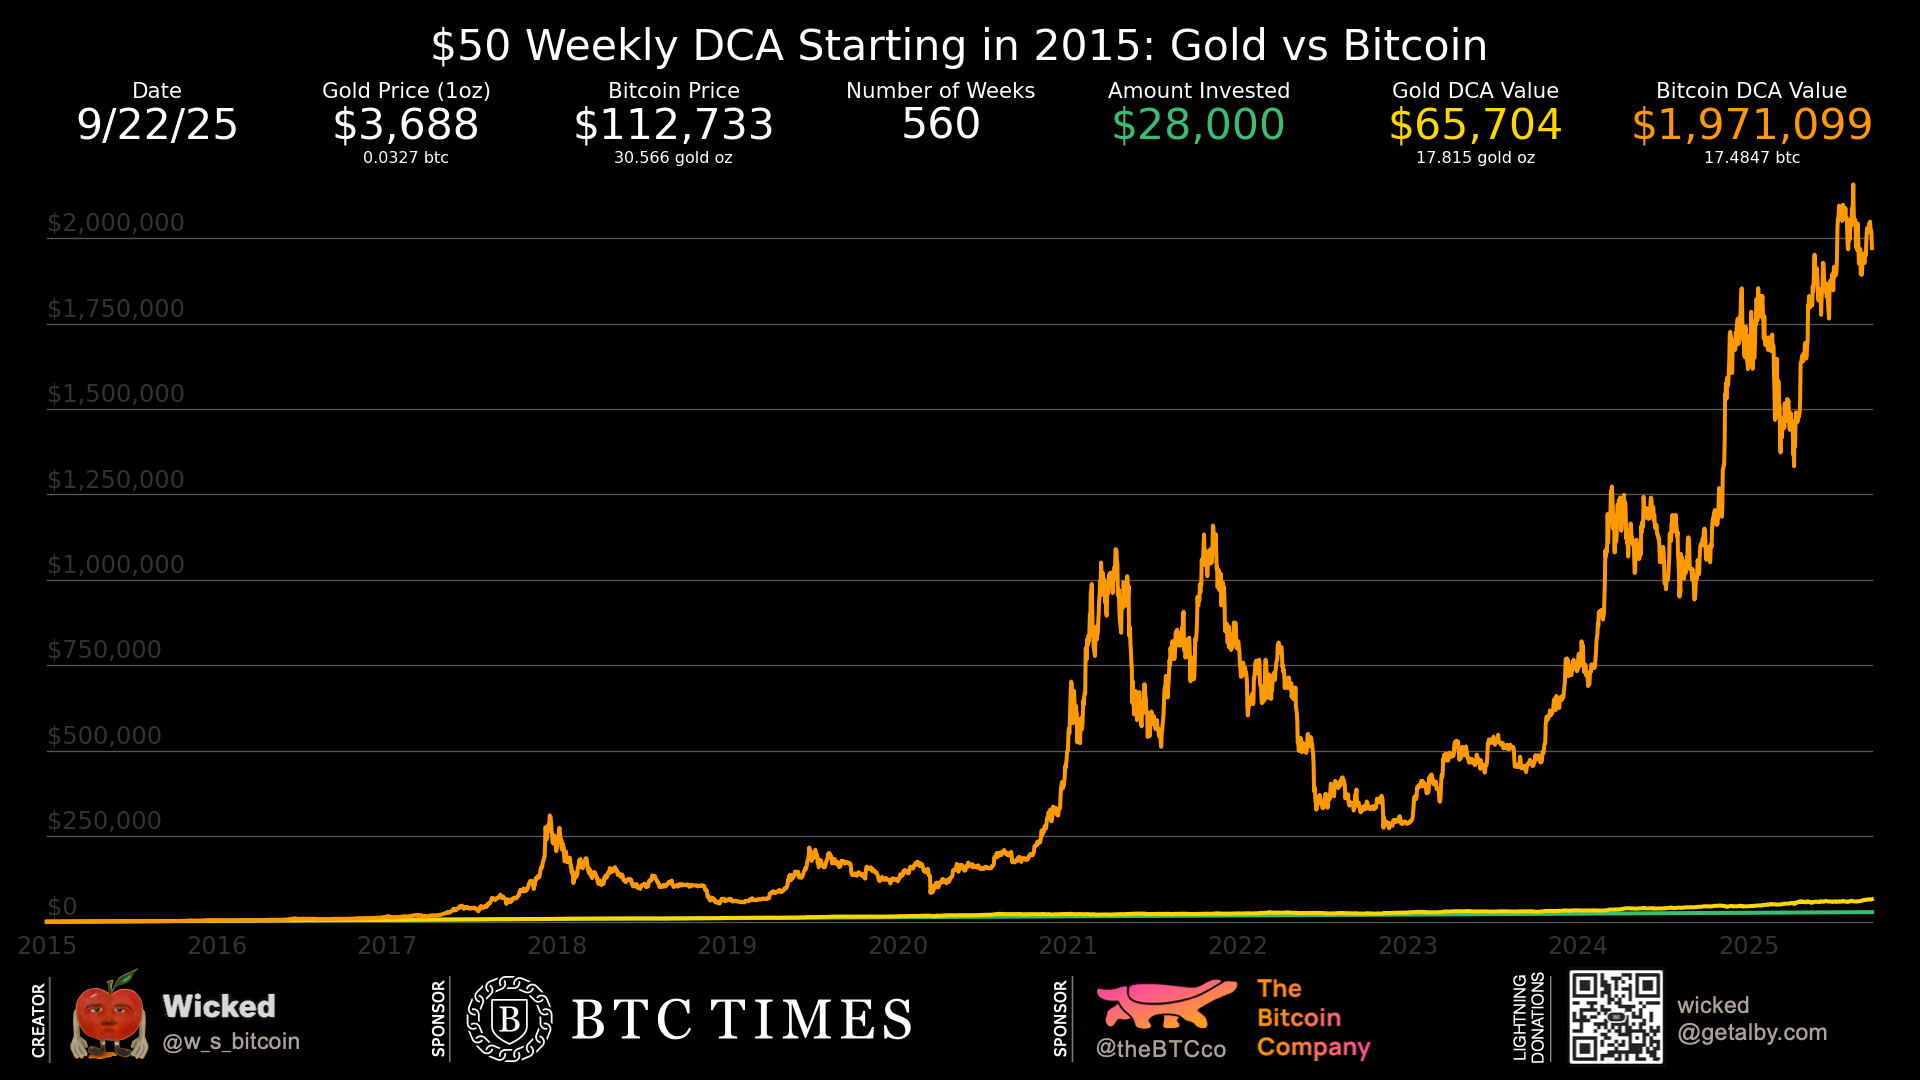 $50 Weekly DCA Starting in 2015: Gold vs Bitcoin
Date
9/22/25
Gold Price (1oz)
$3,688
0.0327 btc
Bitcoin Price
$112,733
30.566 gold oz
Number of Weeks
560
Amount Invested
$28,000
Gold DCA Value
$65,704
17.815 gold oz
Bitcoin DCA Value
$1,971,099
17.4847 btc
$2,000,000
$1,750,000
$1,500,000
$1,250,000
$1,000,000
$750,000
$500,000
$250,000
$0
2015 2016 2017 2018 2019 2020 2021 2022 2023 2024 2025
CREATOR
Wicked
@w_s_bitcoin
SPONSOR
B
BTC TIMES
SPONSOR
@theBTCco
The
Bitcoin
Company
LIGHTNING
DONATIONS
wicked
@getalby.com